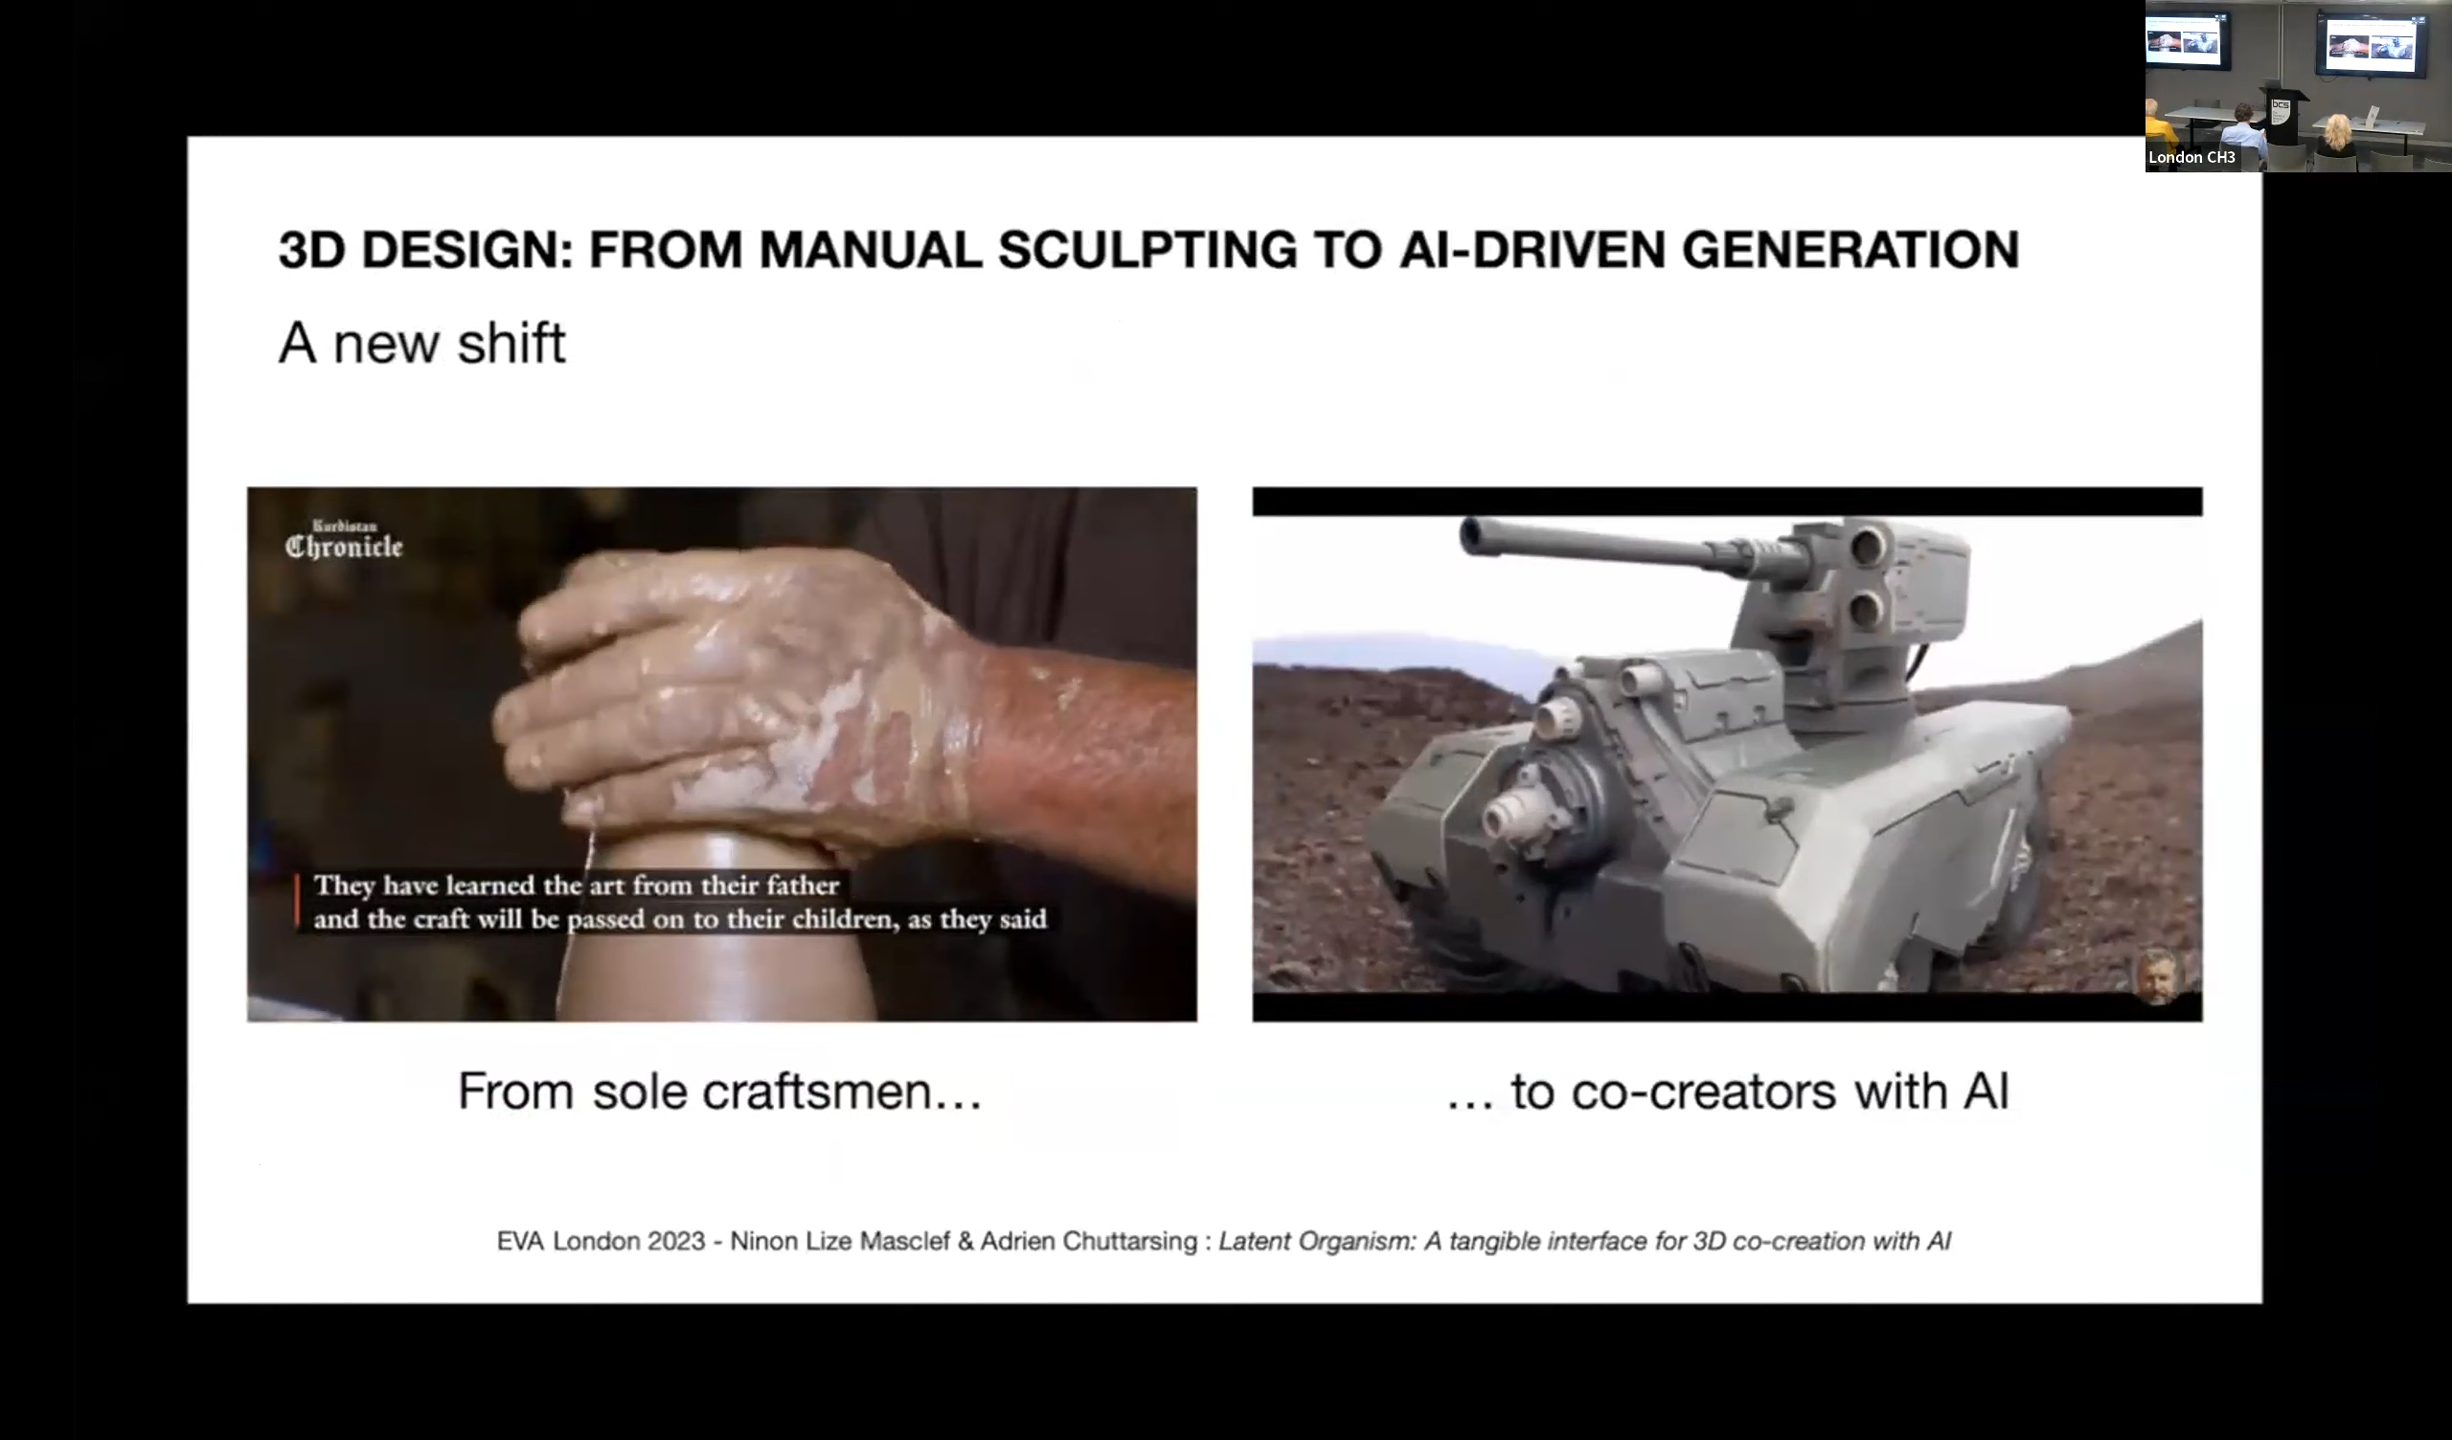 London CH3
bcs
3D DESIGN: FROM MANUAL SCULPTING TO AI-DRIVEN GENERATION
A new shift
Kurdistan
Chronicle
They have learned the art from their father
and the craft will be passed on to their children, as they said
From sole craftsmen…
… to co-creators with AI
EVA London 2023 - Ninon Lize Masclef & Adrien Chuttarsing : Latent Organism: A tangible interface for 3D co-creation with AI